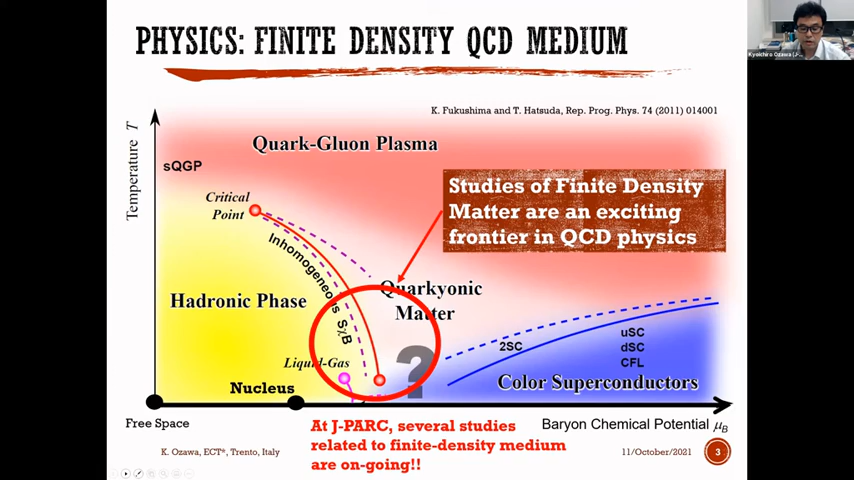 PHYSICS: FINITE DENSITY QCD MEDIUM
K. Fukushima and T. Hatsuda, Rep. Prog. Phys. 74 (2011) 014001
Temperature T
Quark-Gluon Plasma
sQGP
Critical
Point
Studies of Finite Density
Matter are an exciting
frontier in QCD physics
Inhomogeneous SχB
Quarkyonic
Matter
Hadronic Phase
?
Liquid-Gas
2SC
uSC
dSC
CFL
Color Superconductors
Nucleus
Free Space
Baryon Chemical Potential μB
At J-PARC, several studies
related to finite-density medium
are on-going!!
K. Ozawa, ECT*, Trento, Italy
11/October/2021
3